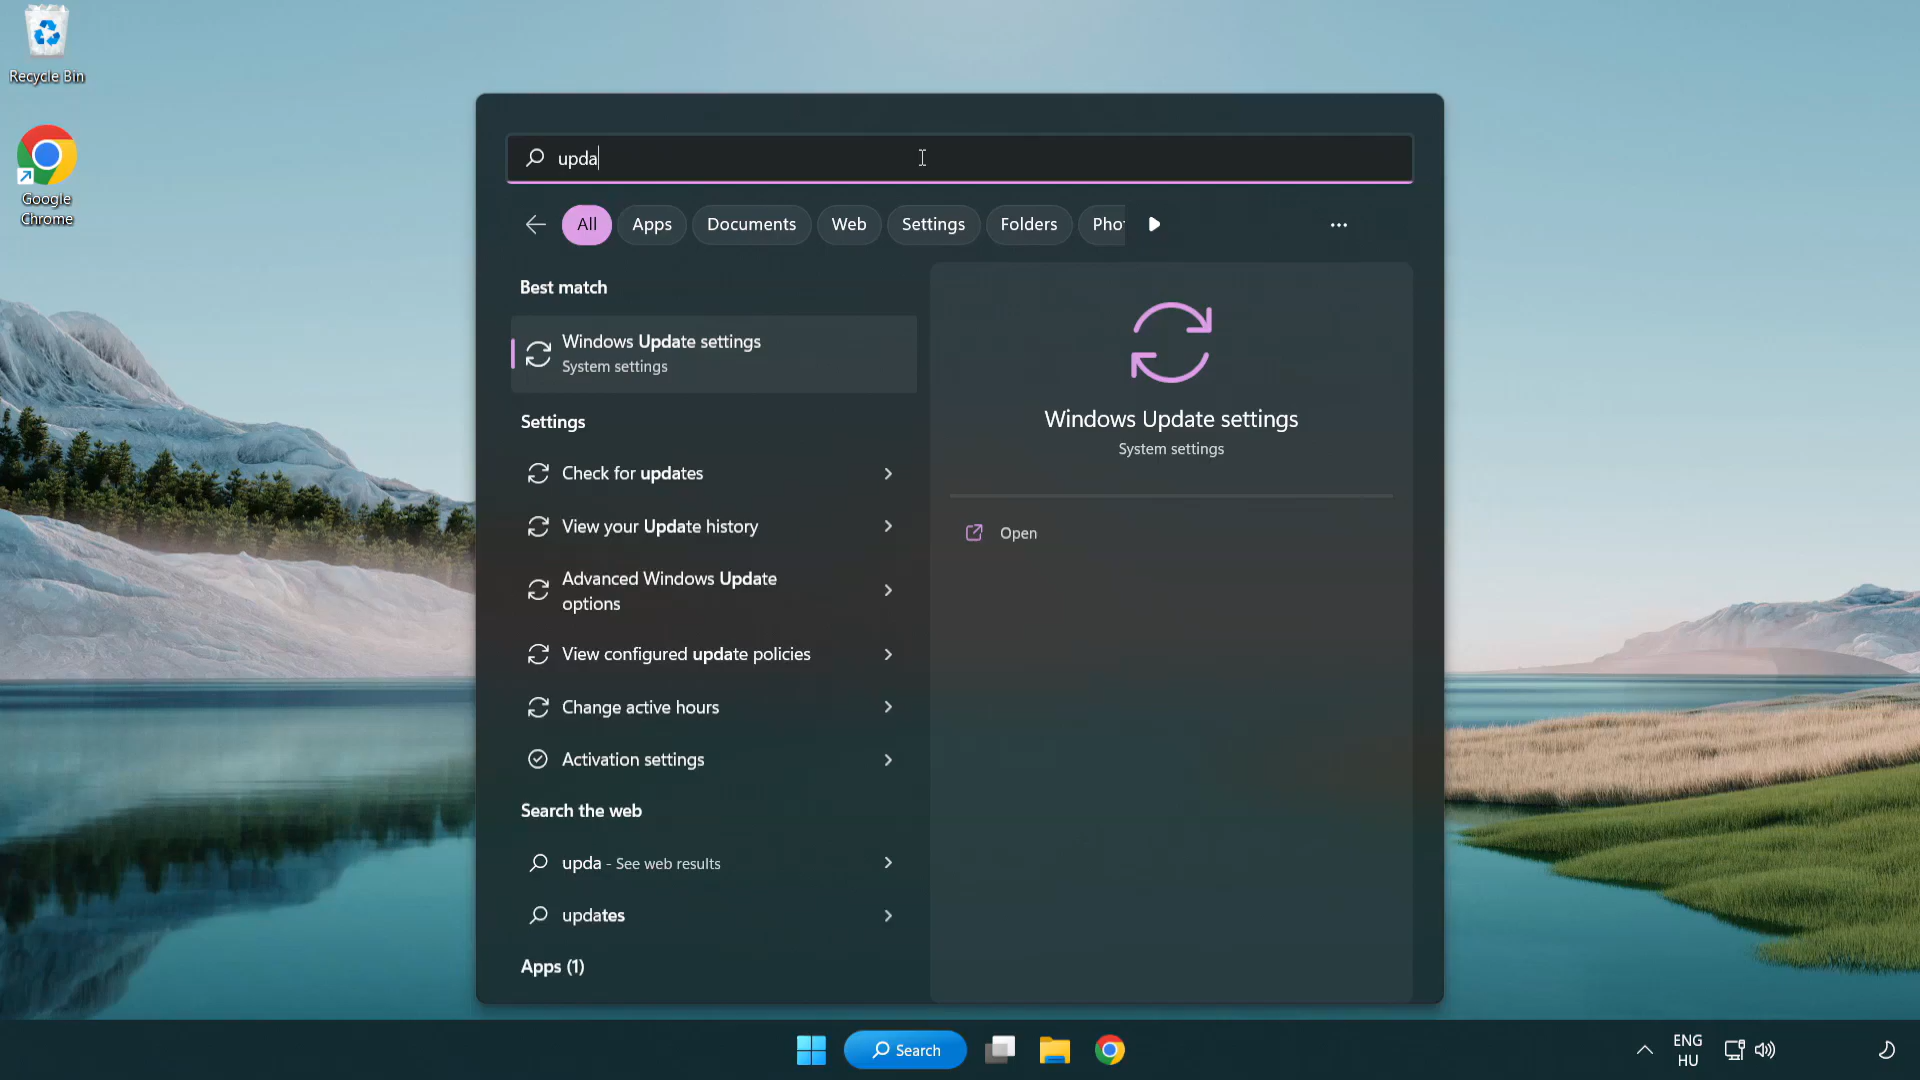 Recycle Bin
Google
Chrome
upda
All
Apps
Documents
Web
Settings
Folders
Pho
Best match
Windows Update settings
System settings
Settings
Check for updates
View your Update history
Advanced Windows Update
options
View configured update policies
Change active hours
Activation settings
Search the web
upda - See web results
updates
Apps (1)
Windows Update settings
System settings
Open
Search
ENG
HU